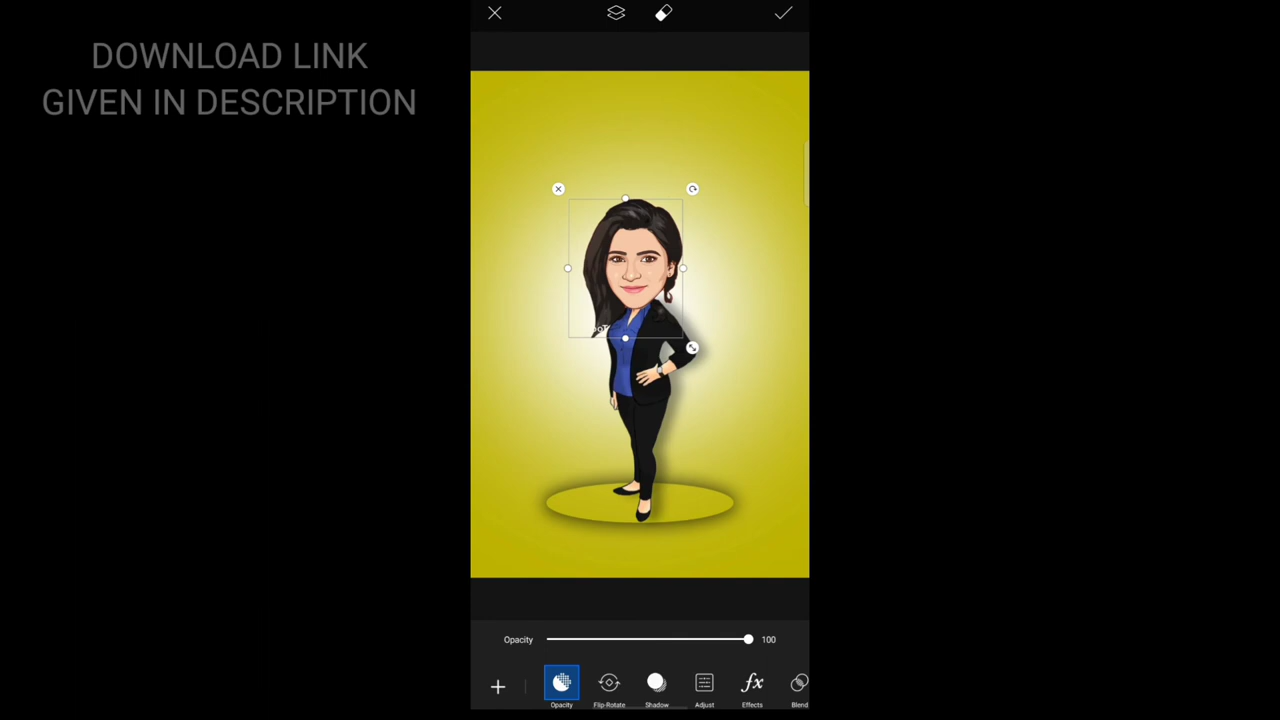 DOWNLOAD LINK
GIVEN IN DESCRIPTION
Opacity 100
Opacity Flip-Rotate Shadow Adjust Effects Blend